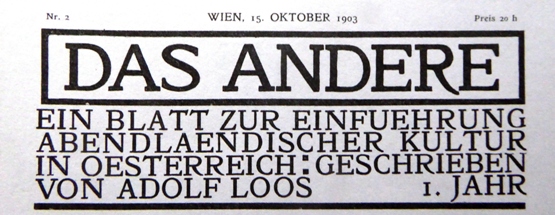 Nr. 2 WIEN, 15. OKTOBER 1903 Preis 20 h
DAS ANDERE
EIN BLATT ZUR EINFUEHRUNG
ABENDLAENDISCHER KULTUR
IN OESTERREICH: GESCHRIEBEN
VON ADOLF LOOS 1. JAHR